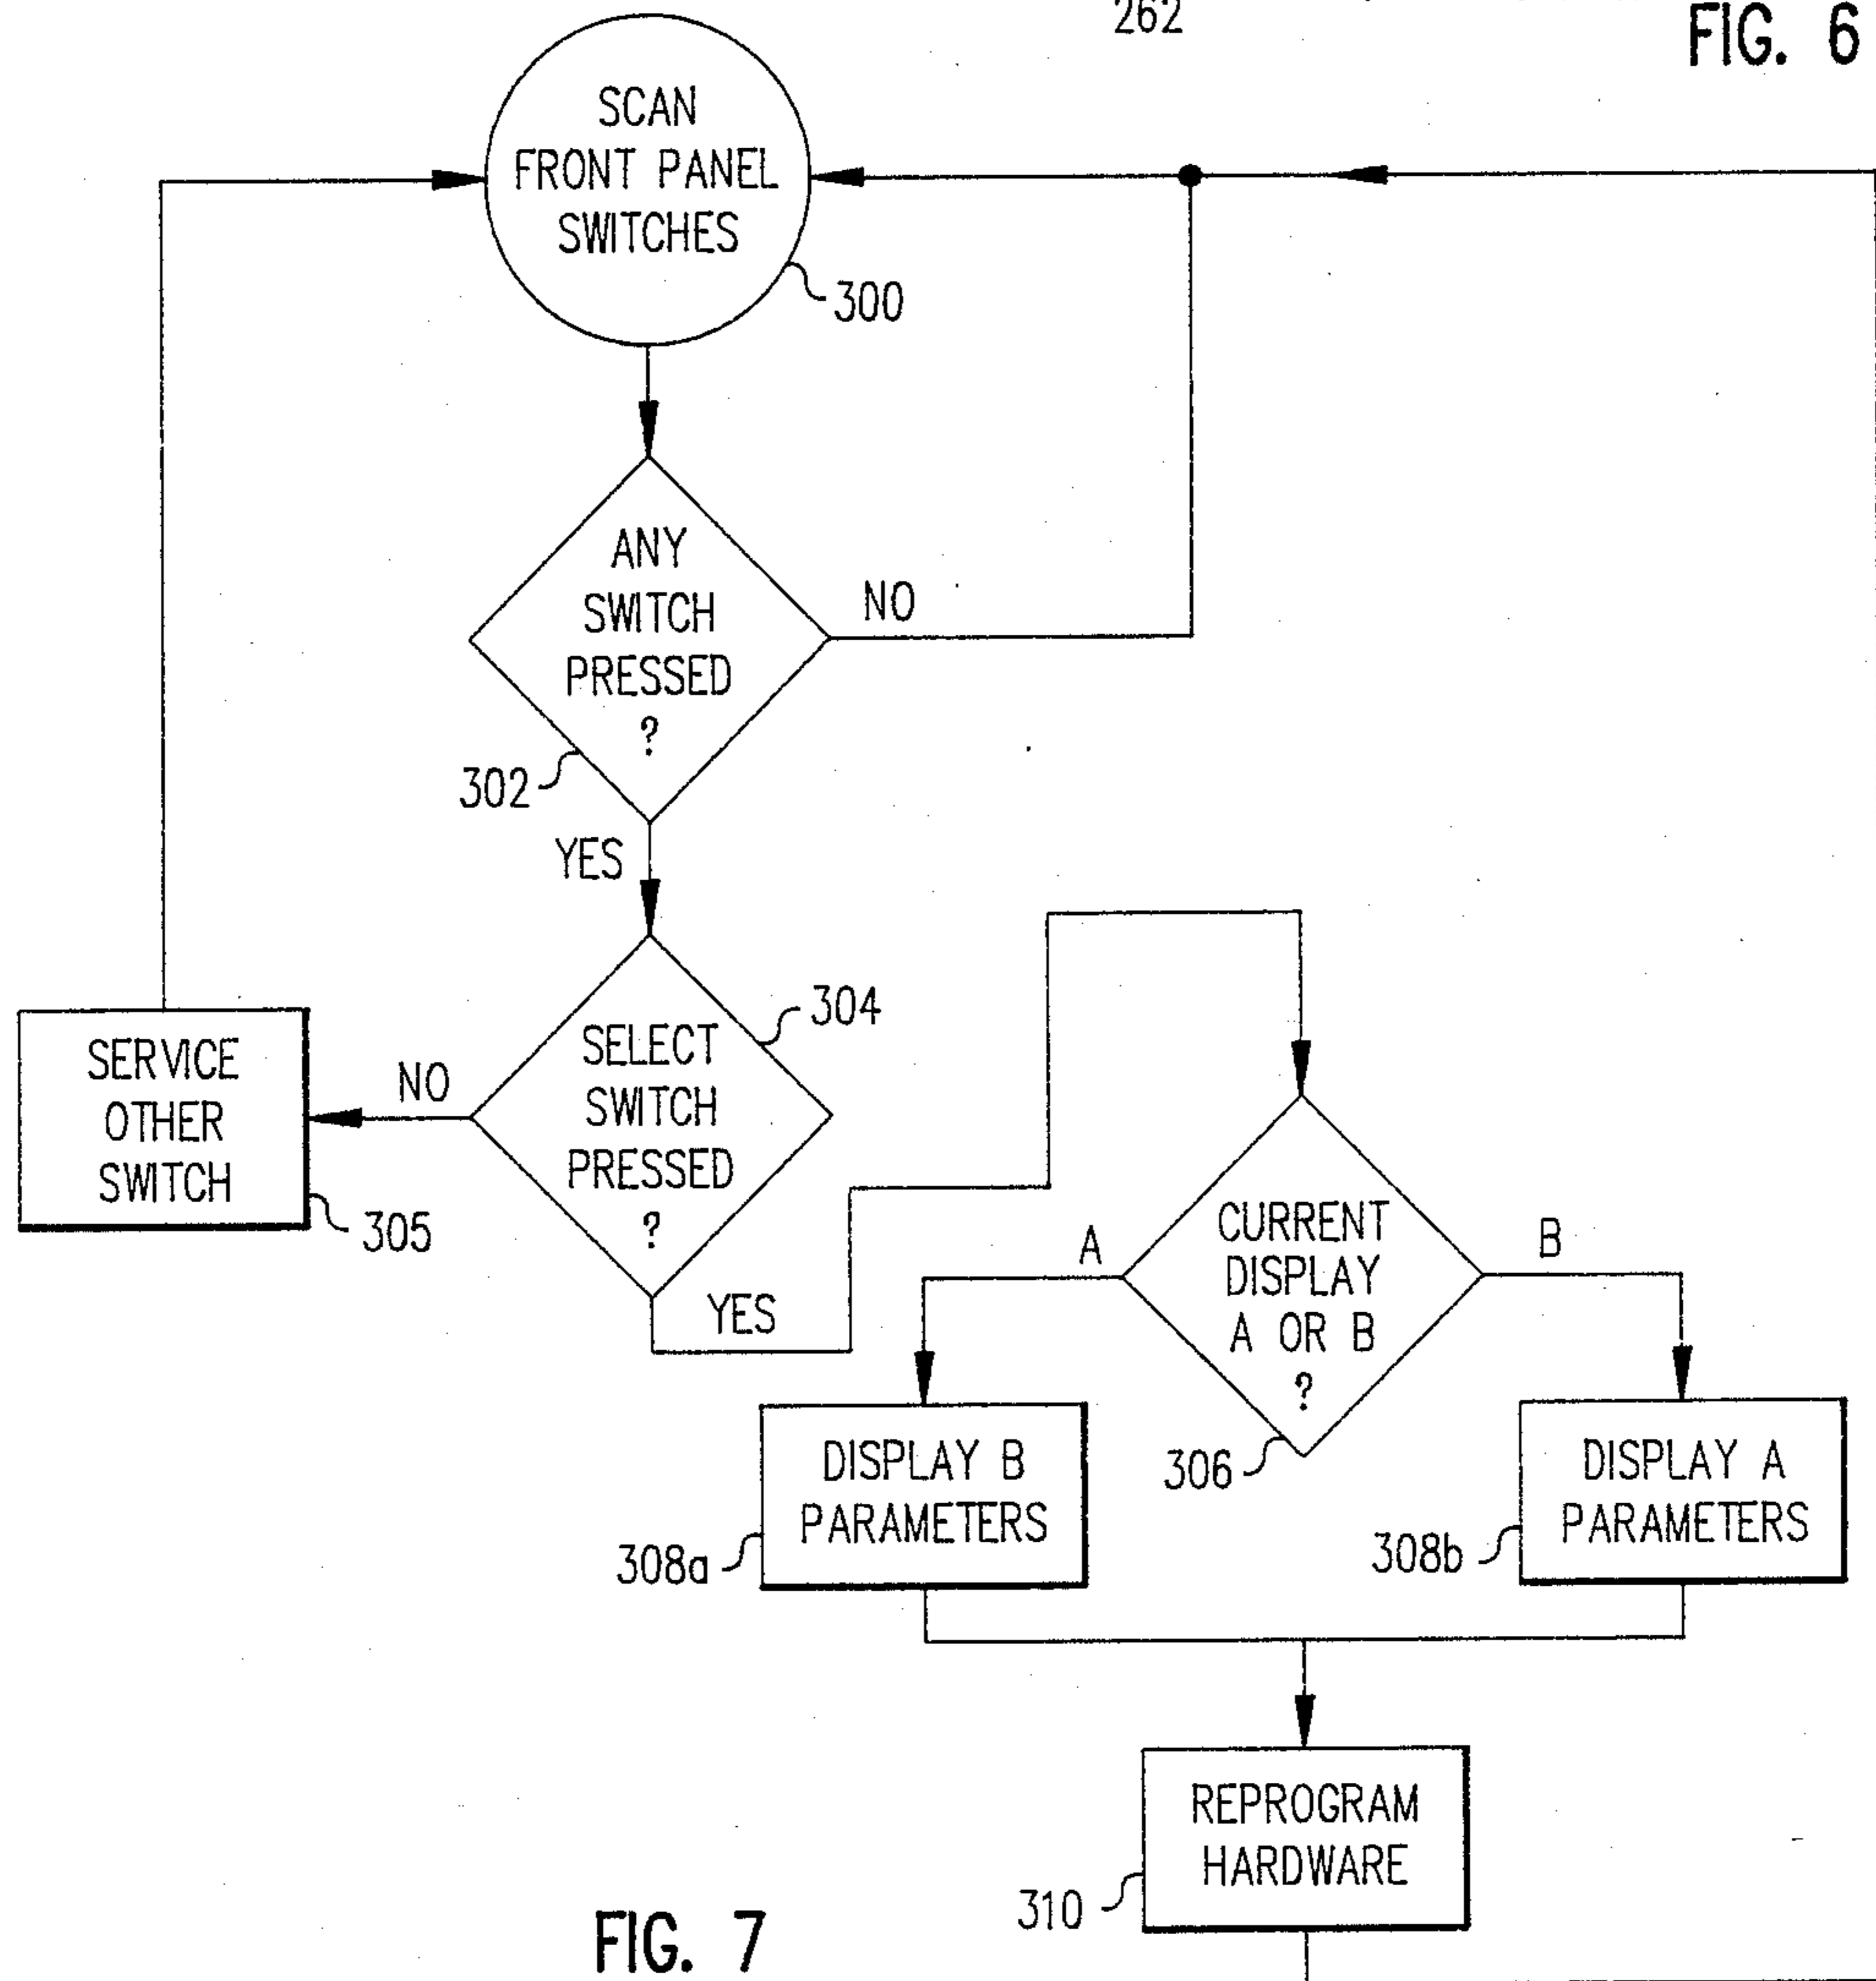 262
FIG. 6
SCAN
FRONT PANEL
SWITCHES
300
ANY
SWITCH
PRESSED
?
NO
302
YES
304
SELECT
SWITCH
PRESSED
?
NO
SERVICE
OTHER
SWITCH
305
YES
CURRENT
DISPLAY
A OR B
?
A
B
306
DISPLAY B
PARAMETERS
308a
DISPLAY A
PARAMETERS
308b
REPROGRAM
HARDWARE
310
FIG. 7